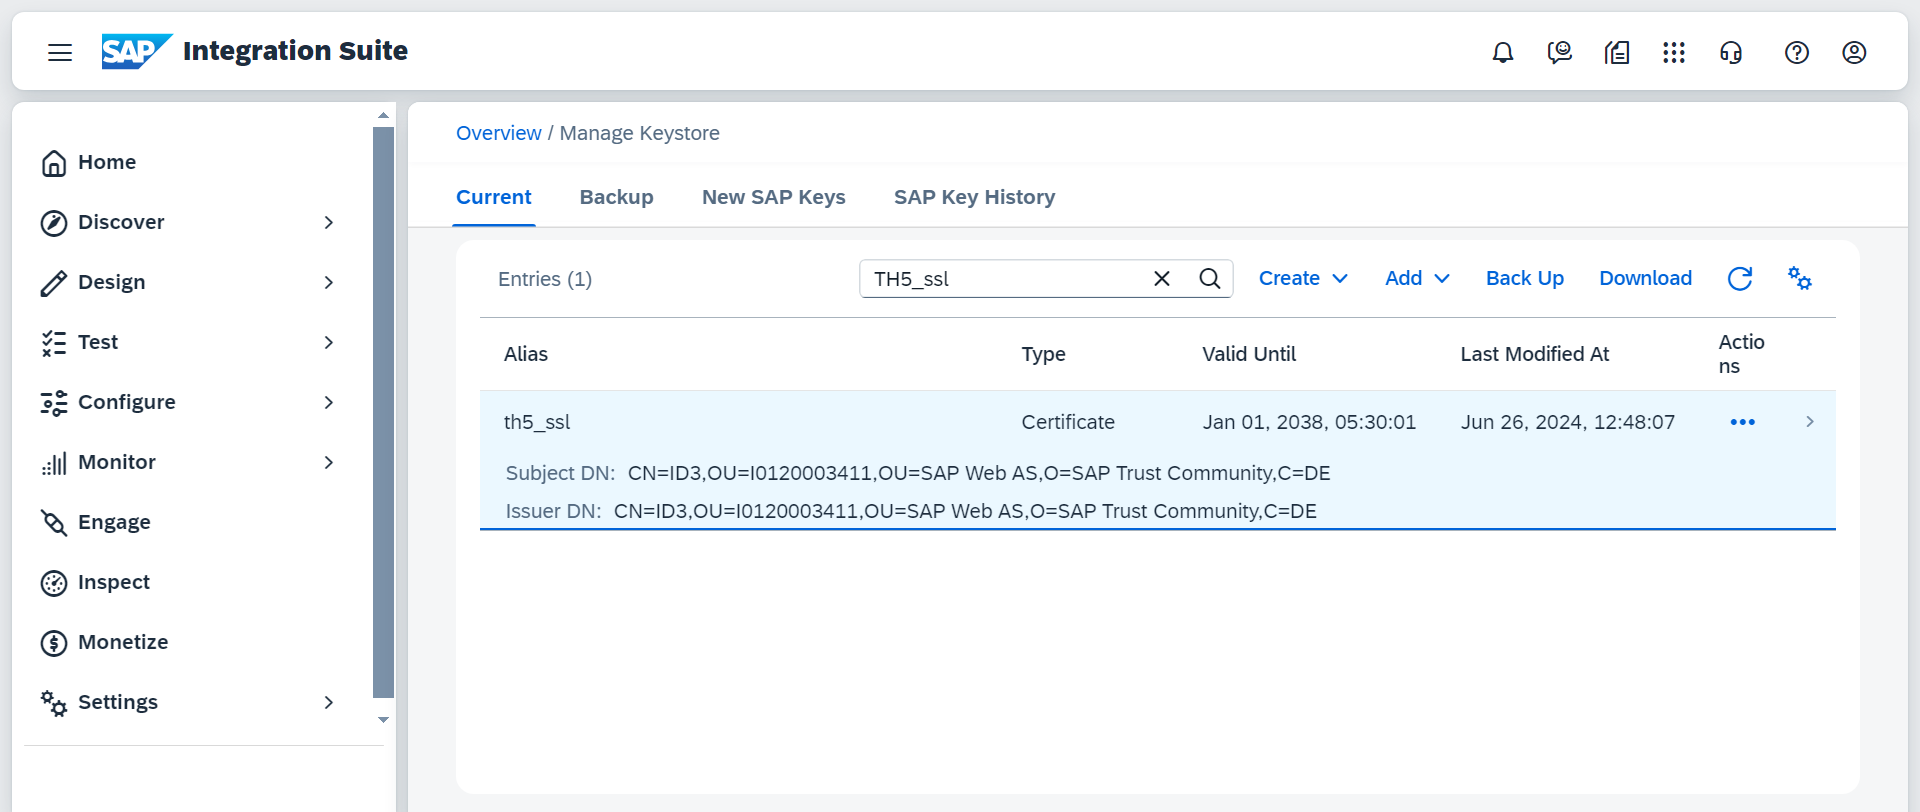 SAP Integration Suite
Home
Discover
Design
Test
Configure
Monitor
Engage
Inspect
Monetize
Settings
Overview / Manage Keystore
Current Backup New SAP Keys SAP Key History
Entries (1) TH5_ssl Create Add Back Up Download
Alias Type Valid Until Last Modified At Actio
ns
th5_ssl Certificate Jan 01, 2038, 05:30:01 Jun 26, 2024, 12:48:07
Subject DN: CN=ID3,OU=I0120003411,OU=SAP Web AS,O=SAP Trust Community,C=DE
Issuer DN: CN=ID3,OU=I0120003411,OU=SAP Web AS,O=SAP Trust Community,C=DE